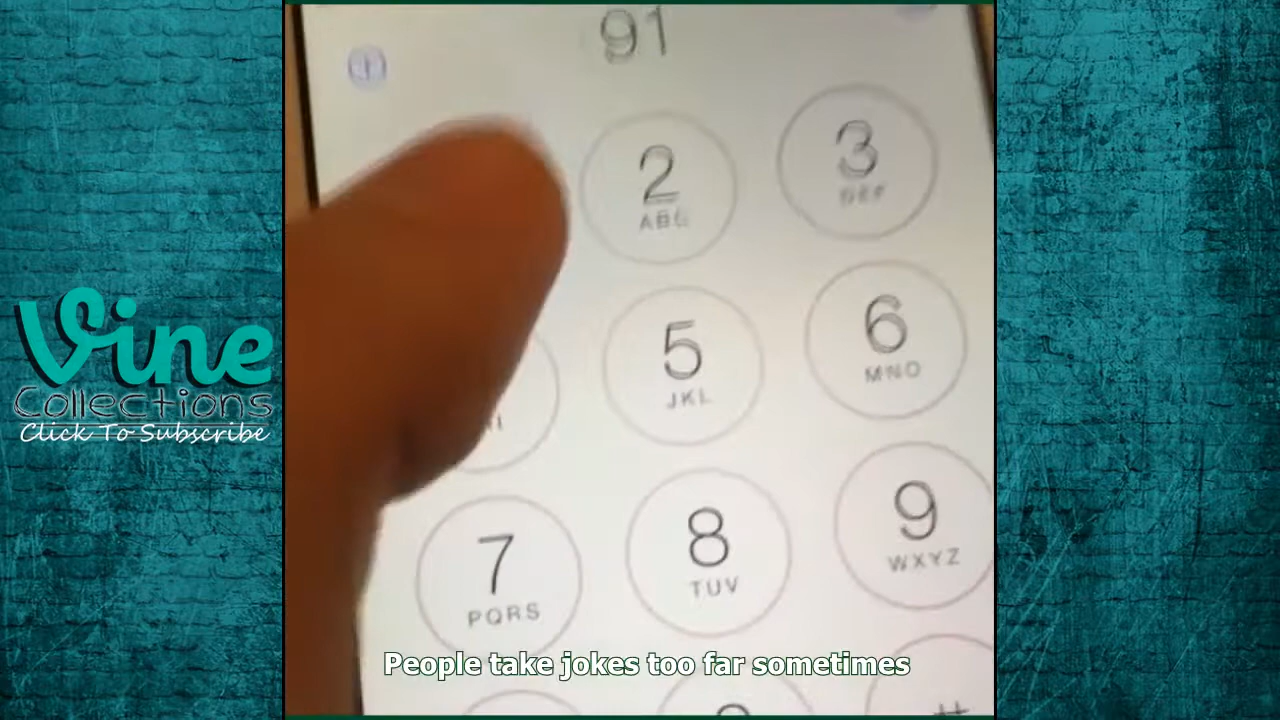 91
2
ABC
3
DEF
5
JKL
6
MNO
7
PQRS
8
TUV
9
WXYZ
#
Vine
Collections
Click To Subscribe
People take jokes too far sometimes